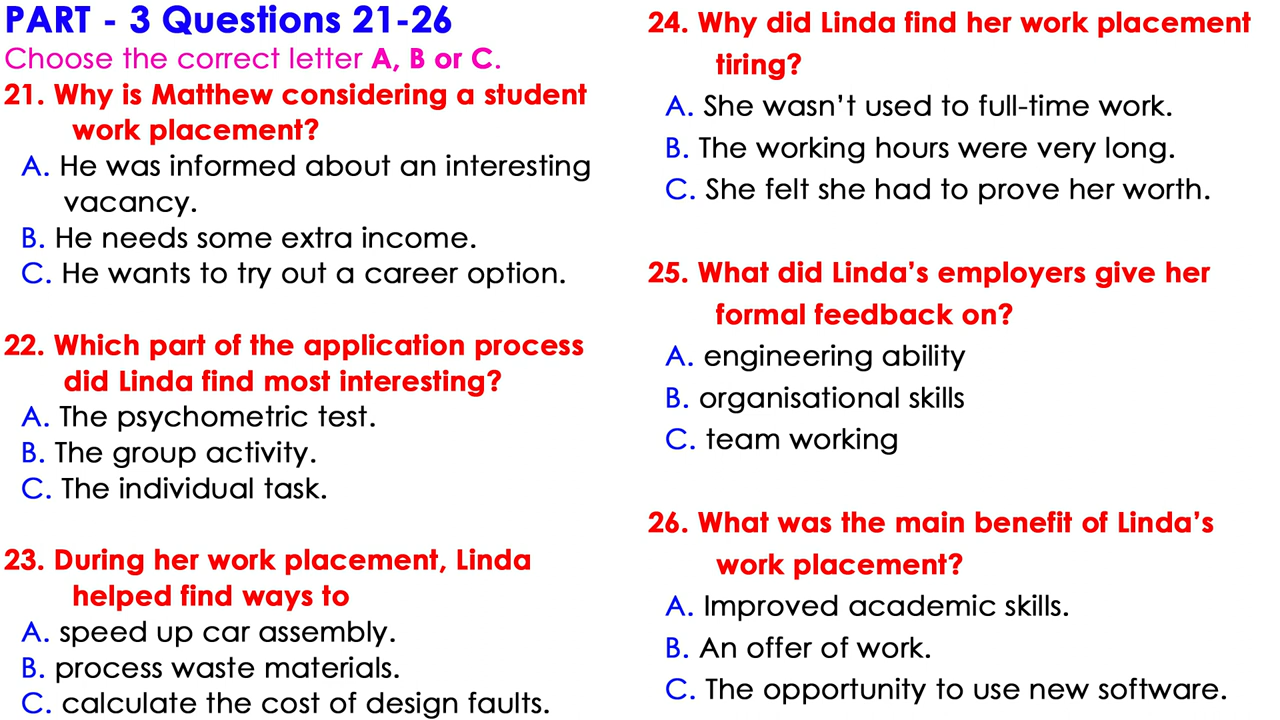 PART - 3 Questions 21-26
Choose the correct letter A, B or C.
21. Why is Matthew considering a student
work placement?
A. He was informed about an interesting
vacancy.
B. He needs some extra income.
C. He wants to try out a career option.
22. Which part of the application process
did Linda find most interesting?
A. The psychometric test.
B. The group activity.
C. The individual task.
23. During her work placement, Linda
helped find ways to
A. speed up car assembly.
B. process waste materials.
C. calculate the cost of design faults.
24. Why did Linda find her work placement
tiring?
A. She wasn't used to full-time work.
B. The working hours were very long.
C. She felt she had to prove her worth.
25. What did Linda's employers give her
formal feedback on?
A. engineering ability
B. organisational skills
C. team working
26. What was the main benefit of Linda's
work placement?
A. Improved academic skills.
B. An offer of work.
C. The opportunity to use new software.